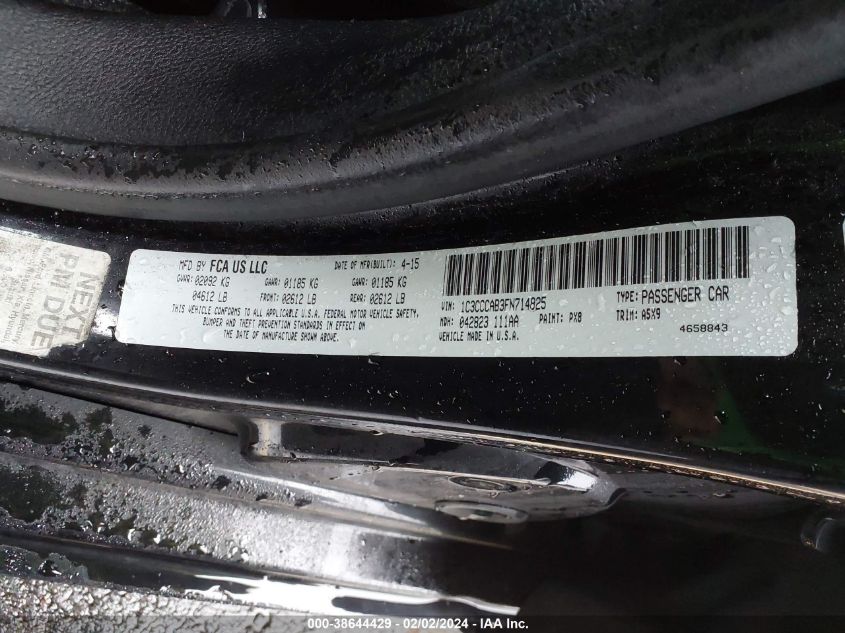 MFD BY FCA US LLC DATE OF MFR(BUILT): 4-15
GVWR: 02092 KG GAWR: 01185 KG GAWR: 01185 KG
04612 LB FRONT: 02612 LB REAR: 02612 LB
THIS VEHICLE CONFORMS TO ALL APPLICABLE U.S.A. FEDERAL MOTOR VEHICLE SAFETY,
BUMPER AND THEFT PREVENTION STANDARDS IN EFFECT ON
THE DATE OF MANUFACTURE SHOWN ABOVE.
VIN: 1C3CCCAB3FN714825 TYPE: PASSENGER CAR
MDH: 042823 111AA PAINT: PX8 TRIM: A5X9
VEHICLE MADE IN U.S.A. 4658843
NEXT
PM DUE
000-38644429 - 02/02/2024 - IAA Inc.